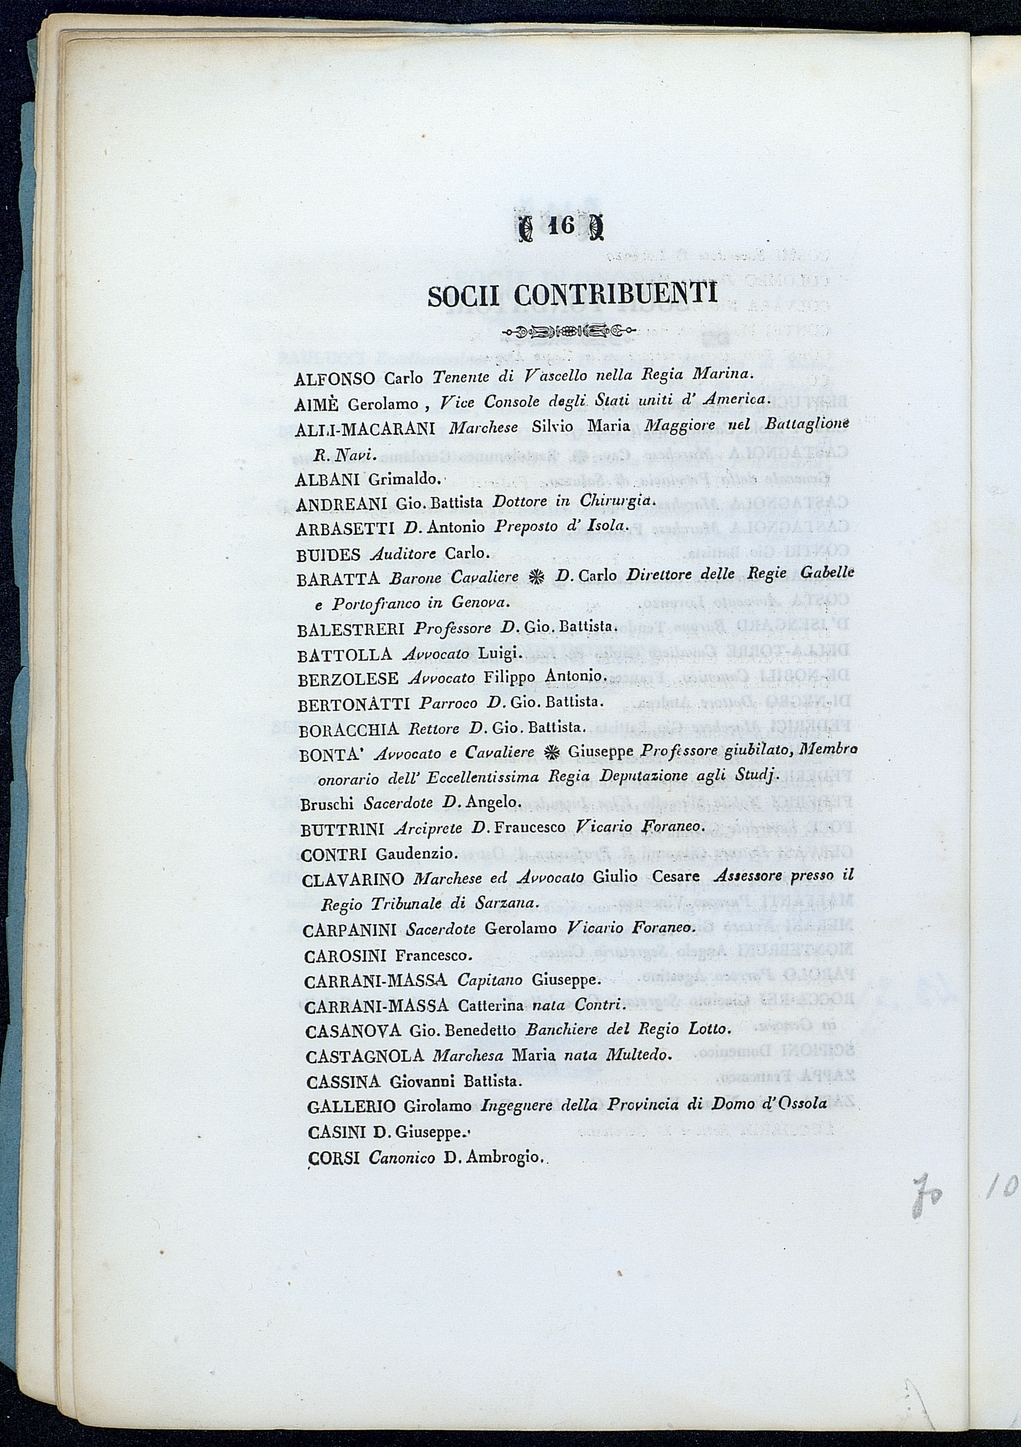 ( 16 )
SOCII CONTRIBUENTI
ALFONSO Carlo Tenente di Vascello nella Regia Marina.
AIMÈ Gerolamo , Vice Console degli Stati uniti d' America.
ALLI-MACARANI Marchese Silvio Maria Maggiore nel Battaglione
R. Navi.
ALBANI Grimaldo.
ANDREANI Gio. Battista Dottore in Chirurgia.
ARBASETTI D. Antonio Preposto d' Isola.
BUIDES Auditore Carlo.
BARATTA Barone Cavaliere ❋ D. Carlo Direttore delle Regie Gabelle
e Portofranco in Genova.
BALESTRERI Professore D. Gio. Battista.
BATTOLLA Avvocato Luigi.
BERZOLESE Avvocato Filippo Antonio.
BERTONATTI Parroco D. Gio. Battista.
BORACCHIA Rettore D. Gio. Battista.
BONTA' Avvocato e Cavaliere ❋ Giuseppe Professore giubilato, Membro
onorario dell' Eccellentissima Regia Deputazione agli Studj.
Bruschi Sacerdote D. Angelo.
BUTTRINI Arciprete D. Francesco Vicario Foraneo.
CONTRI Gaudenzio.
CLAVARINO Marchese ed Avvocato Giulio Cesare Assessore presso il
Regio Tribunale di Sarzana.
CARPANINI Sacerdote Gerolamo Vicario Foraneo.
CAROSINI Francesco.
CARRANI-MASSA Capitano Giuseppe.
CARRANI-MASSA Catterina nata Contri.
CASANOVA Gio. Benedetto Banchiere del Regio Lotto.
CASTAGNOLA Marchesa Maria nata Multedo.
CASSINA Giovanni Battista.
GALLERIO Girolamo Ingegnere della Provincia di Domo d'Ossola
CASINI D. Giuseppe.
CORSI Canonico D. Ambrogio.
10